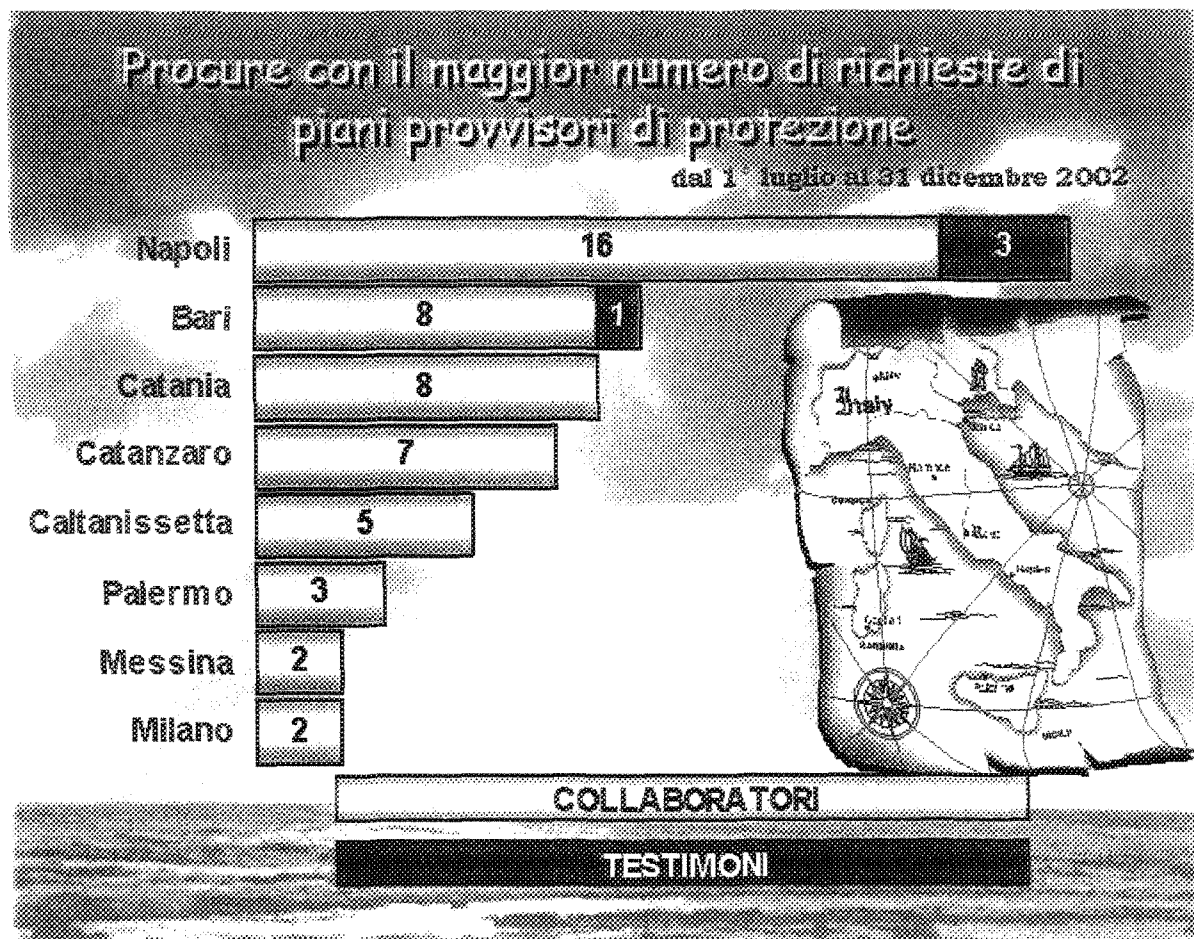 Procure con il maggior numero di richieste di
piani provvisori di protezione
dal 1° luglio al 31 dicembre 2002
Napoli 16 3
Bari 8 1
Catania 8
Catanzaro 7
Caltanissetta 5
Palermo 3
Messina 2
Milano 2
Italy
COLLABORATORI
TESTIMONI